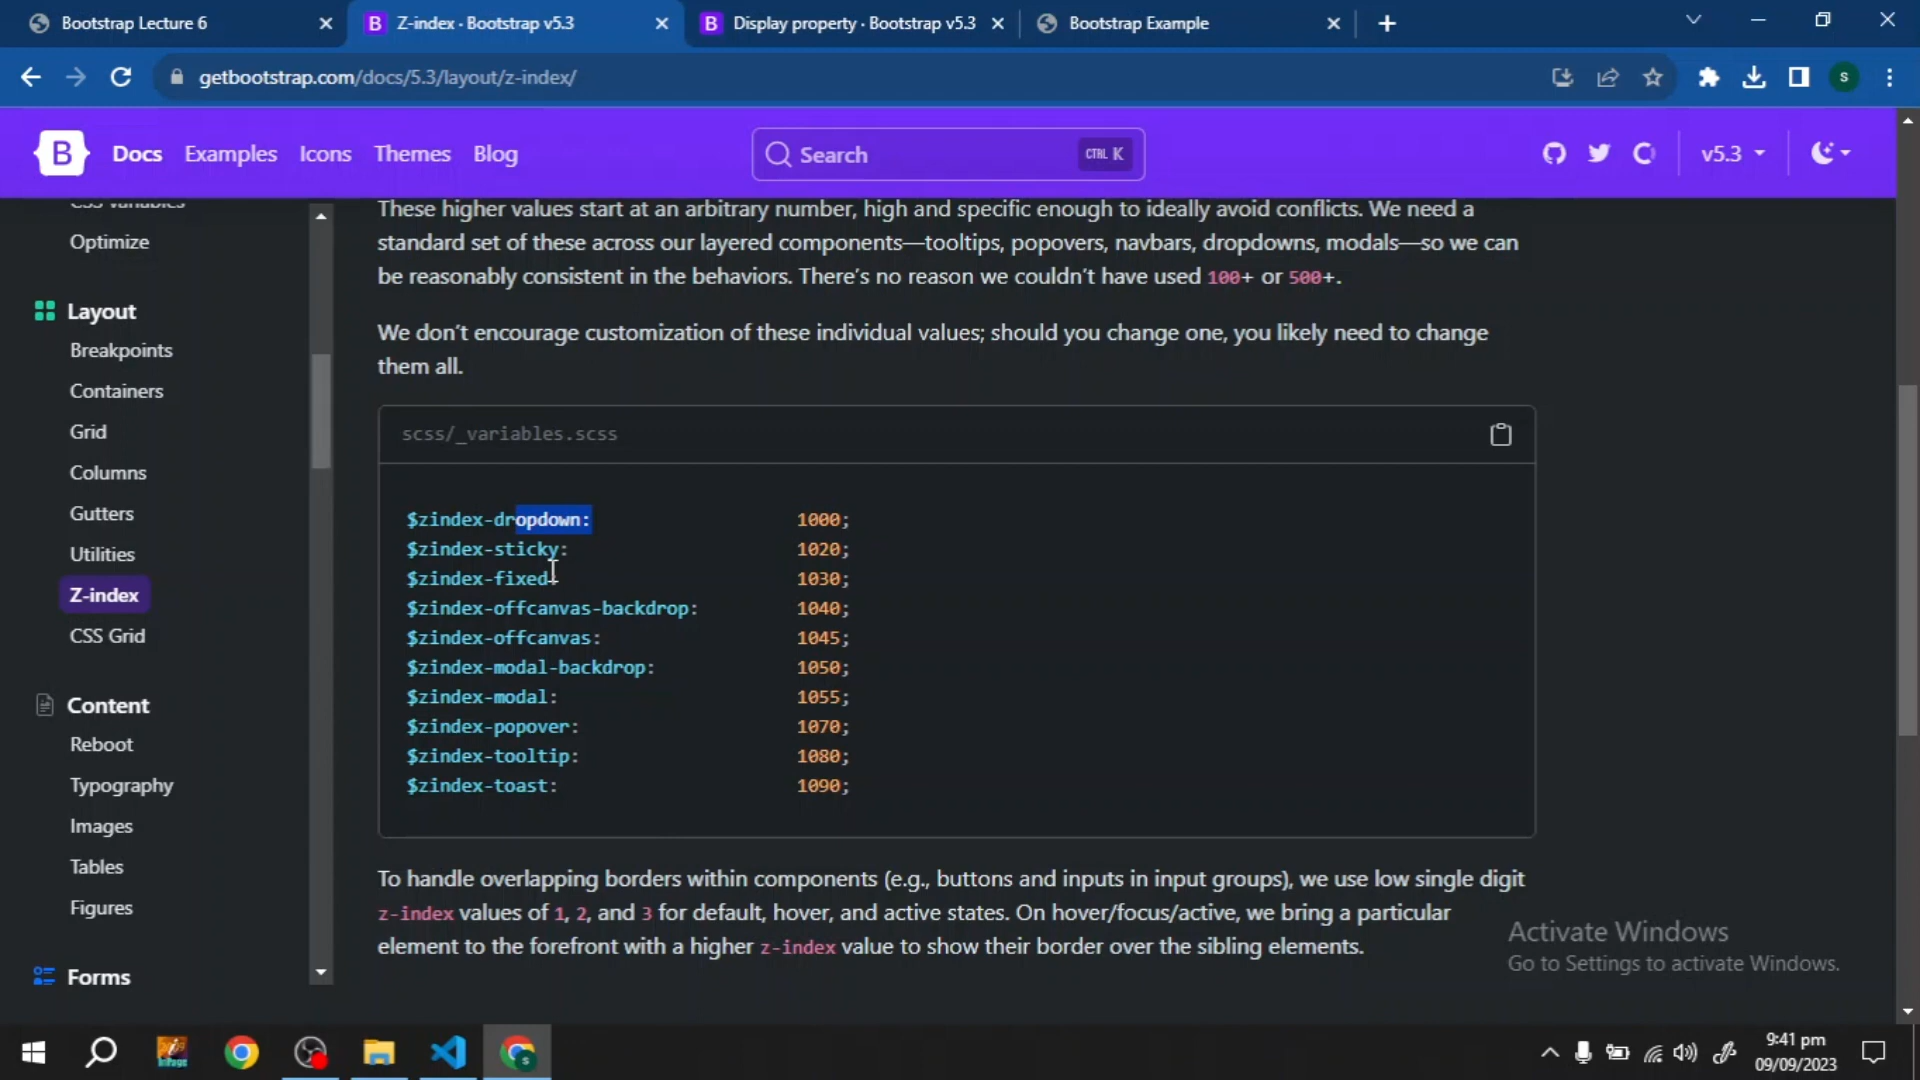 Bootstrap Lecture 6
Z-index · Bootstrap v5.3
Display property · Bootstrap v5.3
Bootstrap Example
getbootstrap.com/docs/5.3/layout/z-index/
S
B
Docs
Examples
Icons
Themes
Blog
Search
CTRL K
v5.3
CSS variables
Optimize
Layout
Breakpoints
Containers
Grid
Columns
Gutters
Utilities
Z-index
CSS Grid
Content
Reboot
Typography
Images
Tables
Figures
Forms
These higher values start at an arbitrary number, high and specific enough to ideally avoid conflicts. We need a
standard set of these across our layered components—tooltips, popovers, navbars, dropdowns, modals—so we can
be reasonably consistent in the behaviors. There's no reason we couldn't have used 100+ or 500+.
We don't encourage customization of these individual values; should you change one, you likely need to change
them all.
scss/_variables.scss
$zindex-dropdown: 1000;
$zindex-sticky: 1020;
$zindex-fixed: 1030;
$zindex-offcanvas-backdrop: 1040;
$zindex-offcanvas: 1045;
$zindex-modal-backdrop: 1050;
$zindex-modal: 1055;
$zindex-popover: 1070;
$zindex-tooltip: 1080;
$zindex-toast: 1090;
To handle overlapping borders within components (e.g., buttons and inputs in input groups), we use low single digit
z-index values of 1, 2, and 3 for default, hover, and active states. On hover/focus/active, we bring a particular
element to the forefront with a higher z-index value to show their border over the sibling elements.
Activate Windows
Go to Settings to activate Windows.
9:41 pm
09/09/2023